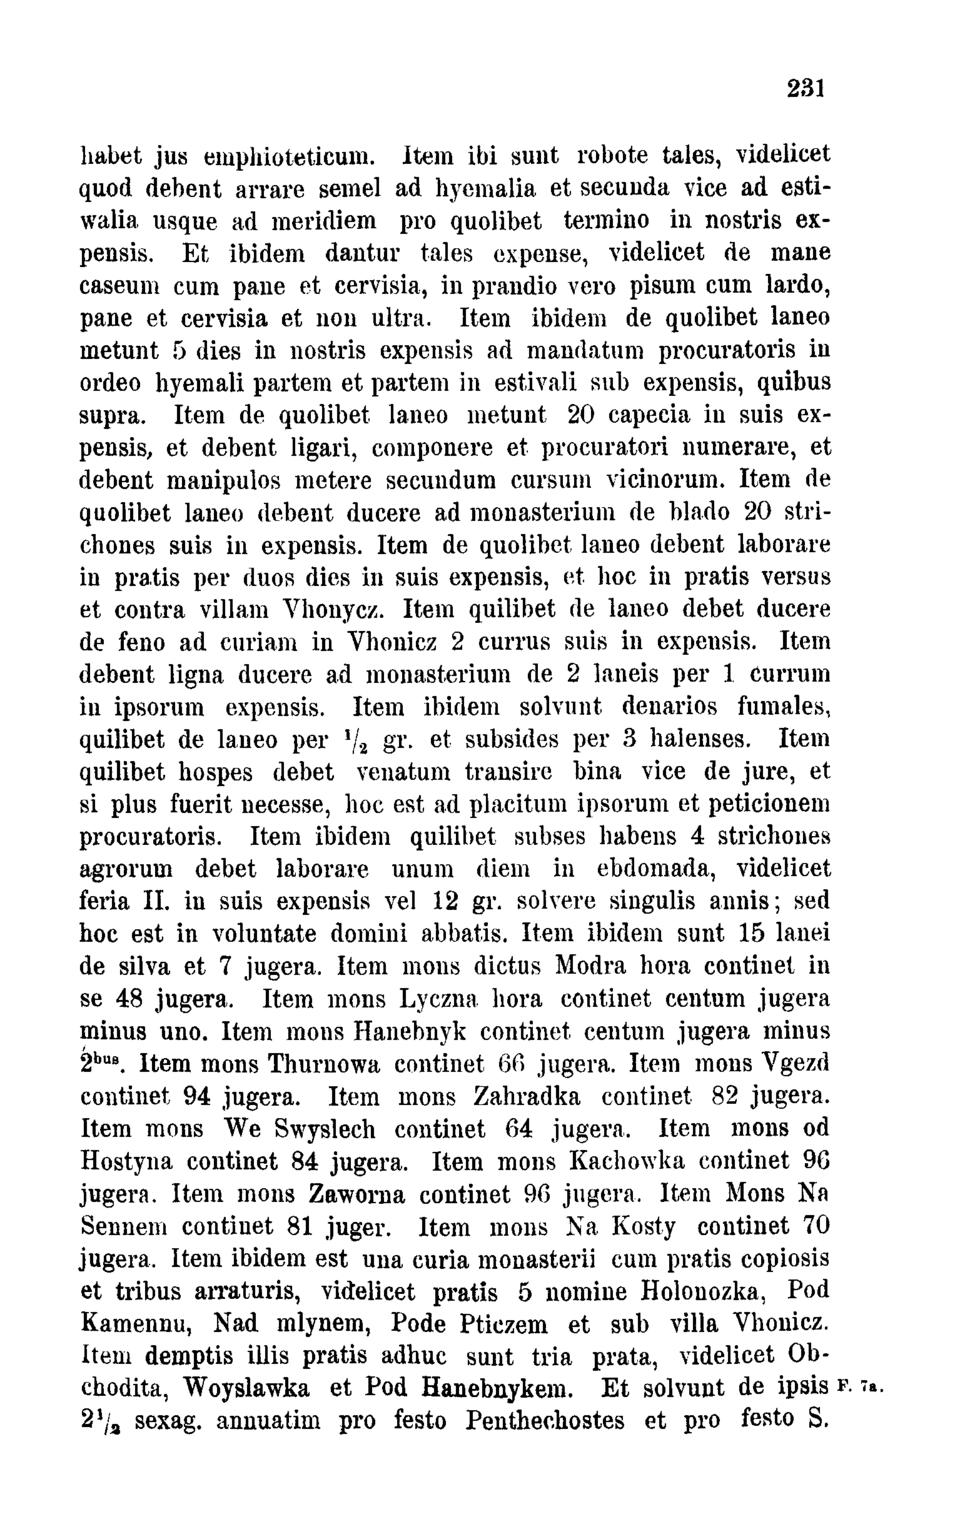 231
habet jus emphioteticum. Item ibi sunt robote tales, videlicet
quod debent arrare semel ad hyemalia et secunda vice ad esti-
walia usque ad meridiem pro quolibet termino in nostris ex-
pensis. Et ibidem dantur tales expense, videlicet de mane
caseum cum pane et cervisia, in prandio vero pisum cum lardo,
pane et cervisia et non ultra. Item ibidem de quolibet laneo
metunt 5 dies in nostris expensis ad mandatum procuratoris in
ordeo hyemali partem et partem in estivali sub expensis, quibus
supra. Item de quolibet laneo metunt 20 capecia in suis ex-
pensis, et debent ligari, componere et procuratori numerare, et
debent manipulos metere secundum cursum vicinorum. Item de
quolibet laneo debent ducere ad monasterium de blado 20 stri-
chones suis in expensis. Item de quolibet laneo debent laborare
in pratis per duos dies in suis expensis, et hoc in pratis versus
et contra villam Vhonycz. Item quilibet de laneo debet ducere
de feno ad curiam in Vhonicz 2 currus suis in expensis. Item
debent ligna ducere ad monasterium de 2 laneis per 1 currum
in ipsorum expensis. Item ibidem solvunt denarios fumales,
quilibet de laneo per ½ gr. et subsides per 3 halenses. Item
quilibet hospes debet venatum transire bina vice de jure, et
si plus fuerit necesse, hoc est ad placitum ipsorum et peticionem
procuratoris. Item ibidem quilibet subses habens 4 strichones
agrorum debet laborare unum diem in ebdomada, videlicet
feria II. in suis expensis vel 12 gr. solvere singulis annis; sed
hoc est in voluntate domini abbatis. Item ibidem sunt 15 lanei
de silva et 7 jugera. Item mons dictus Modra hora continet in
se 48 jugera. Item mons Lyczna hora continet centum jugera
minus uno. Item mons Hanebnyk continet centum jugera minus
2ᵇᵘˢ. Item mons Thurnowa continet 66 jugera. Item mons Vgezd
continet 94 jugera. Item mons Zahradka continet 82 jugera.
Item mons We Swyslech continet 64 jugera. Item mons od
Hostyna continet 84 jugera. Item mons Kachowka continet 96
jugera. Item mons Zaworna continet 96 jugera. Item Mons Na
Sennem continet 81 juger. Item mons Na Kosty continet 70
jugera. Item ibidem est una curia monasterii cum pratis copiosis
et tribus arraturis, videlicet pratis 5 nomine Holonozka, Pod
Kamennu, Nad mlynem, Pode Pticzem et sub villa Vhonicz.
Item demptis illis pratis adhuc sunt tria prata, videlicet Ob-
chodita, Woyslawka et Pod Hanebnykem. Et solvunt de ipsis F. 7a.
2½ sexag. annuatim pro festo Penthechostes et pro festo S.